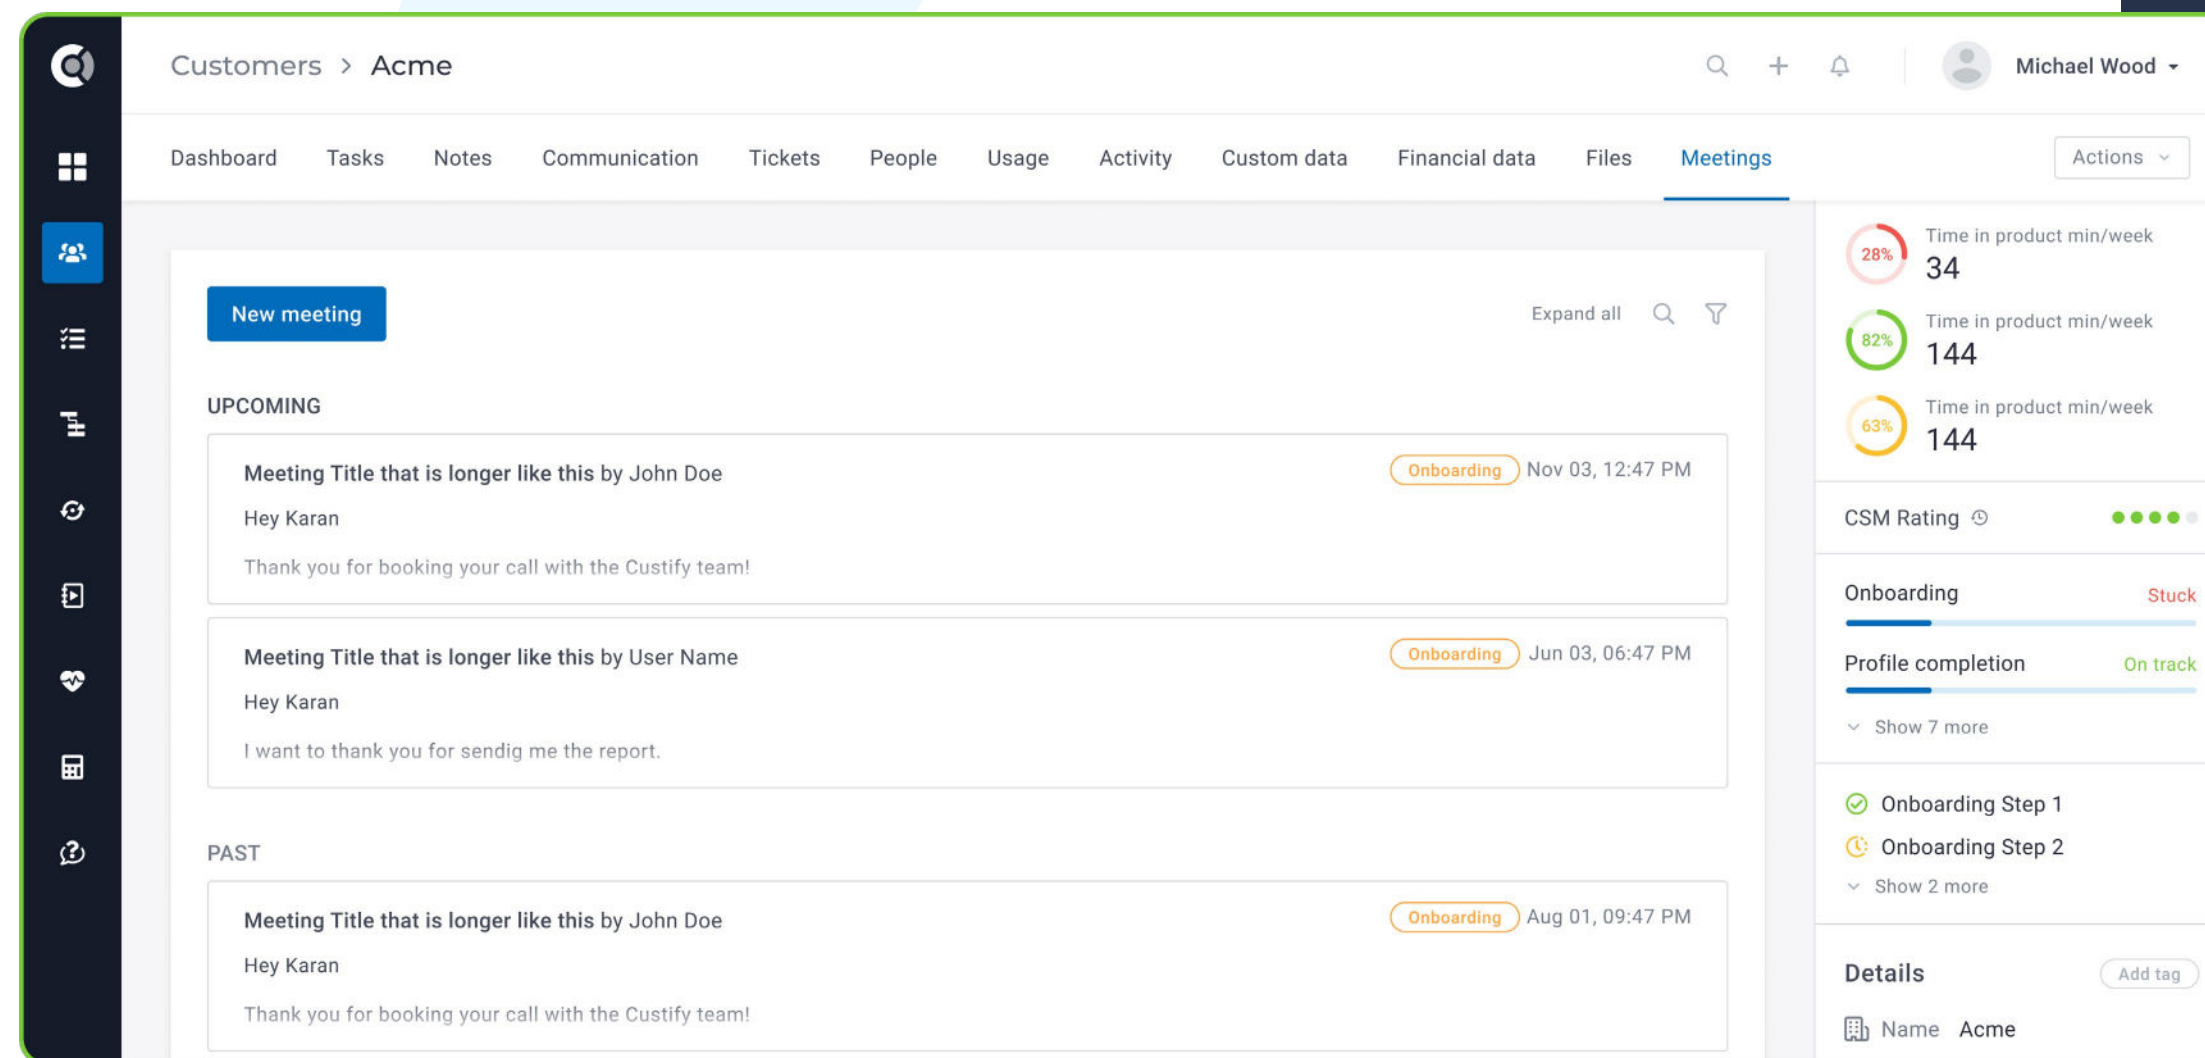 Customers > Acme
Michael Wood
Dashboard Tasks Notes Communication Tickets People Usage Activity Custom data Financial data Files Meetings
Actions
New meeting
Expand all
UPCOMING
Meeting Title that is longer like this by John Doe
Onboarding Nov 03, 12:47 PM
Hey Karan
Thank you for booking your call with the Custify team!
Meeting Title that is longer like this by User Name
Onboarding Jun 03, 06:47 PM
Hey Karan
I want to thank you for sendig me the report.
PAST
Meeting Title that is longer like this by John Doe
Onboarding Aug 01, 09:47 PM
Hey Karan
Thank you for booking your call with the Custify team!
28%
Time in product min/week
34
82%
Time in product min/week
144
63%
Time in product min/week
144
CSM Rating
Onboarding Stuck
Profile completion On track
Show 7 more
Onboarding Step 1
Onboarding Step 2
Show 2 more
Details Add tag
Name Acme